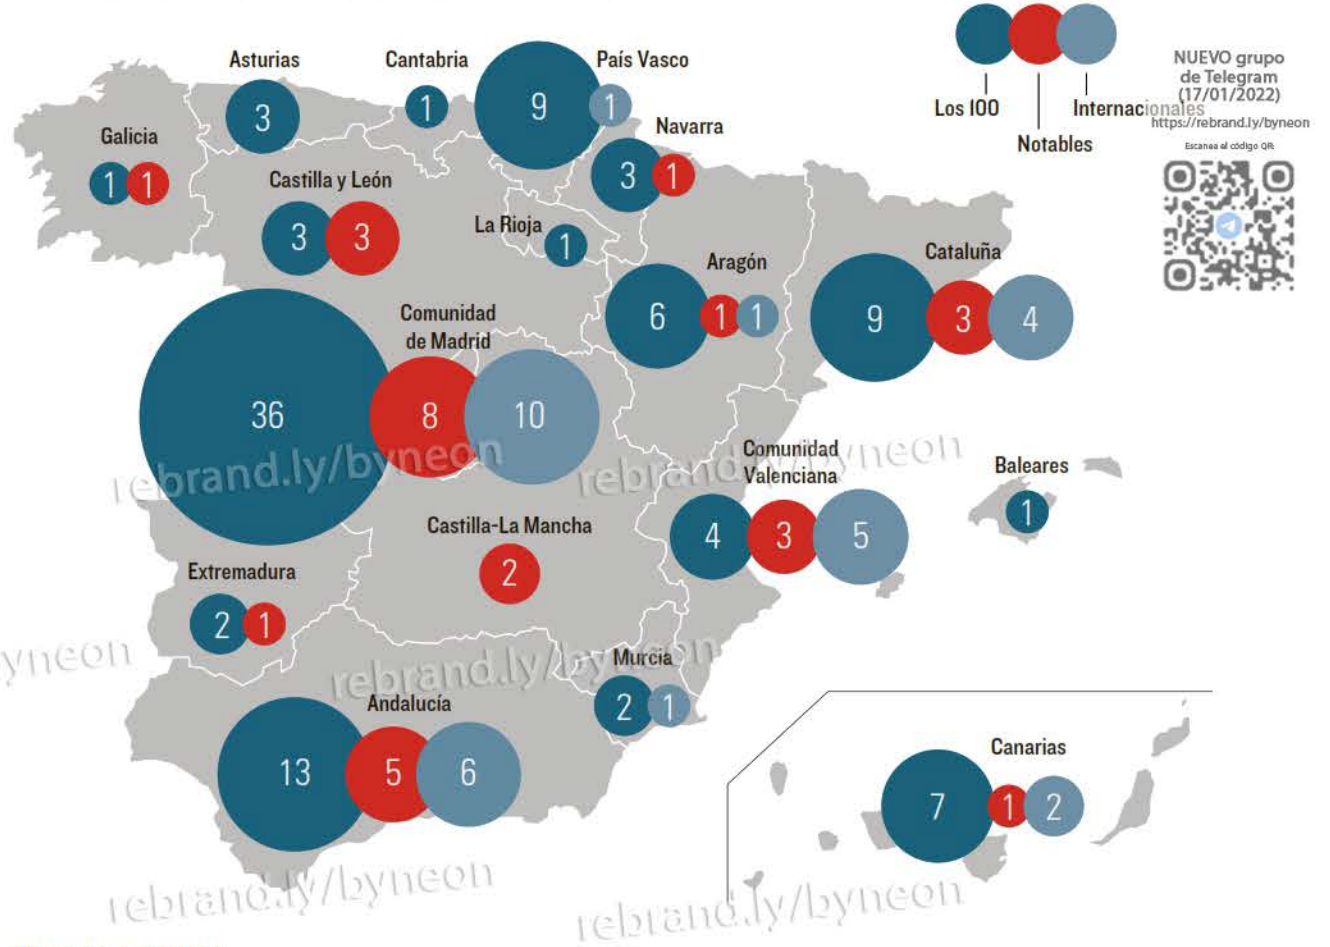 Los 100
Notables
Internacionales
NUEVO grupo
de Telegram
(17/01/2022)
https://rebrand.ly/byneon
Escanea el código QR:
Asturias
3
Cantabria
1
País Vasco
9 1
Galicia
1 1
Navarra
3 1
Castilla y León
3 3
La Rioja
1
Aragón
6 1 1
Cataluña
9 3 4
Comunidad
de Madrid
36 8 10
rebrand.ly/byneon
rebrand.ly/byneon
Comunidad
Valenciana
4 3 5
Baleares
1
Castilla-La Mancha
2
Extremadura
2 1
yneon
rebrand.ly/byneon
Murcia
2 1
Andalucía
13 5 6
Canarias
7 1 2
rebrand.ly/byneon
rebrand.ly/byneon